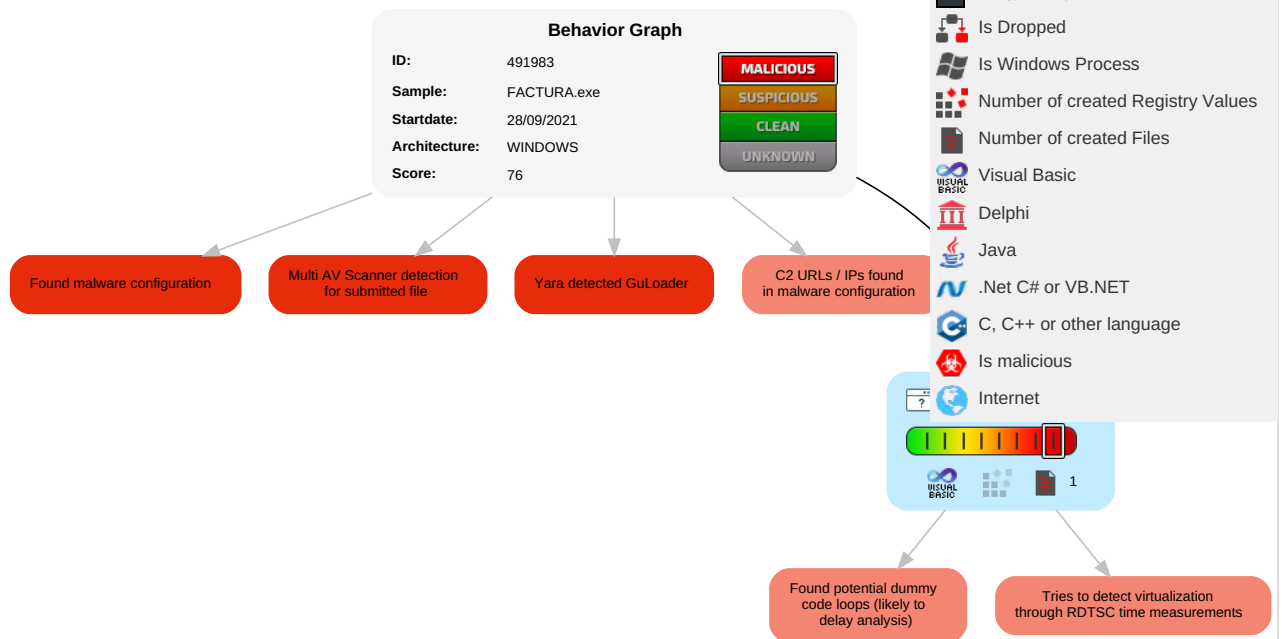 Behavior Graph
ID: 491983
Sample: FACTURA.exe
Startdate: 28/09/2021
Architecture: WINDOWS
Score: 76
MALICIOUS
SUSPICIOUS
CLEAN
UNKNOWN
Is Dropped
Is Windows Process
Number of created Registry Values
Number of created Files
VISUAL
BASIC
Visual Basic
Delphi
Java
.Net C# or VB.NET
C, C++ or other language
Is malicious
Internet
Found malware configuration
Multi AV Scanner detection
for submitted file
Yara detected GuLoader
C2 URLs / IPs found
in malware configuration
?
VISUAL
BASIC
1
Found potential dummy
code loops (likely to
delay analysis)
Tries to detect virtualization
through RDTSC time measurements